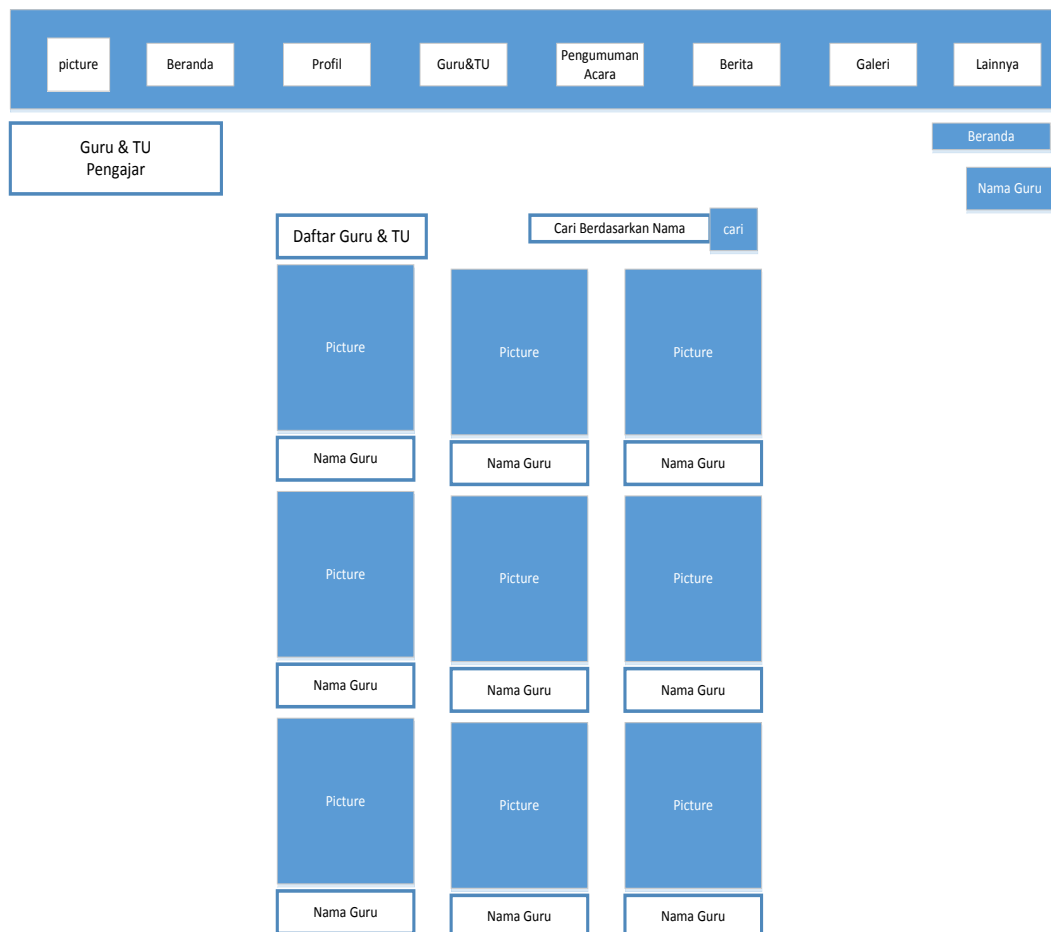 picture
Beranda
Profil
Guru&TU
Pengumuman
Acara
Berita
Galeri
Lainnya
Guru & TU
Pengajar
Beranda
Nama Guru
Daftar Guru & TU
Cari Berdasarkan Nama
cari
Picture
Picture
Picture
Nama Guru
Nama Guru
Nama Guru
Picture
Picture
Picture
Nama Guru
Nama Guru
Nama Guru
Picture
Picture
Picture
Nama Guru
Nama Guru
Nama Guru